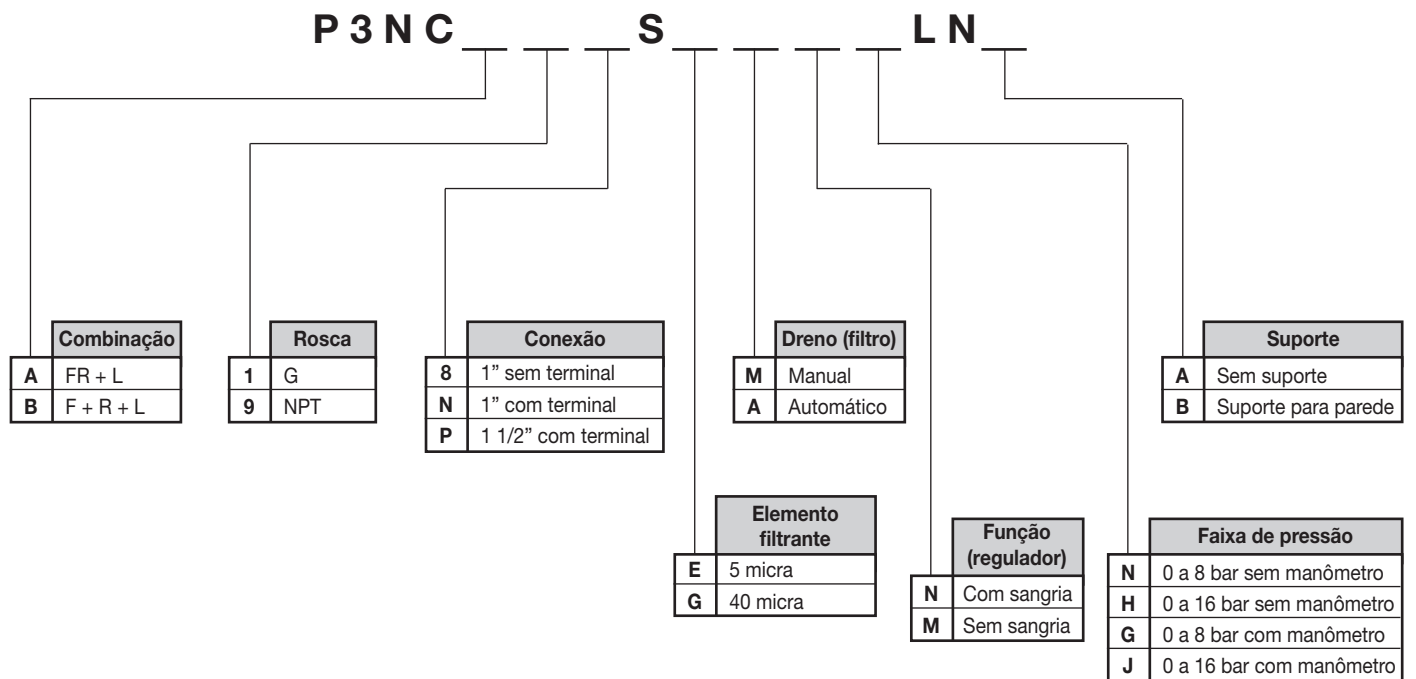 P 3 N C _ _ _ S _ _ _ _ L N _
Combinação
A FR + L
B F + R + L
Rosca
1 G
9 NPT
Conexão
8 1” sem terminal
N 1” com terminal
P 1 1/2” com terminal
Dreno (filtro)
M Manual
A Automático
Suporte
A Sem suporte
B Suporte para parede
Elemento
filtrante
E 5 micra
G 40 micra
Função
(regulador)
N Com sangria
M Sem sangria
Faixa de pressão
N 0 a 8 bar sem manômetro
H 0 a 16 bar sem manômetro
G 0 a 8 bar com manômetro
J 0 a 16 bar com manômetro